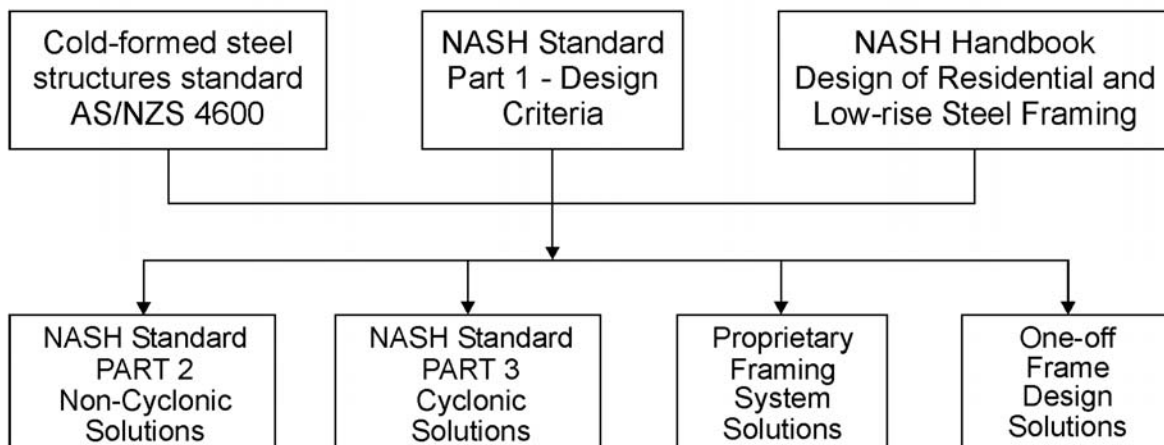 Cold-formed steel
structures standard
AS/NZS 4600
NASH Standard
Part 1 - Design
Criteria
NASH Handbook
Design of Residential and
Low-rise Steel Framing
NASH Standard
PART 2
Non-Cyclonic
Solutions
NASH Standard
PART 3
Cyclonic
Solutions
Proprietary
Framing
System
Solutions
One-off
Frame
Design
Solutions